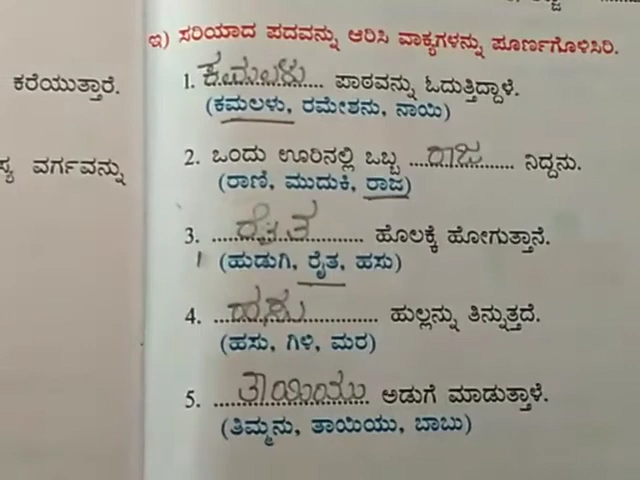 ಇ) ಸರಿಯಾದ ಪದವನ್ನು ಆರಿಸಿ ವಾಕ್ಯಗಳನ್ನು ಪೂರ್ಣಗೊಳಿಸಿರಿ.
ಕರೆಯುತ್ತಾರೆ.
1. ಕಮಲಳು ಪಾಠವನ್ನು ಓದುತ್ತಿದ್ದಾಳೆ.
(ಕಮಲಳು, ರಮೇಶನು, ನಾಯಿ)
ವರ್ಗವನ್ನು
2. ಒಂದು ಊರಿನಲ್ಲಿ ಒಬ್ಬ ರಾಜ ನಿದ್ದನು.
(ರಾಣಿ, ಮುದುಕಿ, ರಾಜ)
3. ರೈತ ಹೊಲಕ್ಕೆ ಹೋಗುತ್ತಾನೆ.
(ಹುಡುಗಿ, ರೈತ, ಹಸು)
4. ಹಸು ಹುಲ್ಲನ್ನು ತಿನ್ನುತ್ತದೆ.
(ಹಸು, ಗಿಳಿ, ಮರ)
5. ತಾಯಿಯು ಅಡುಗೆ ಮಾಡುತ್ತಾಳೆ.
(ತಿಮ್ಮನು, ತಾಯಿಯು, ಬಾಬು)